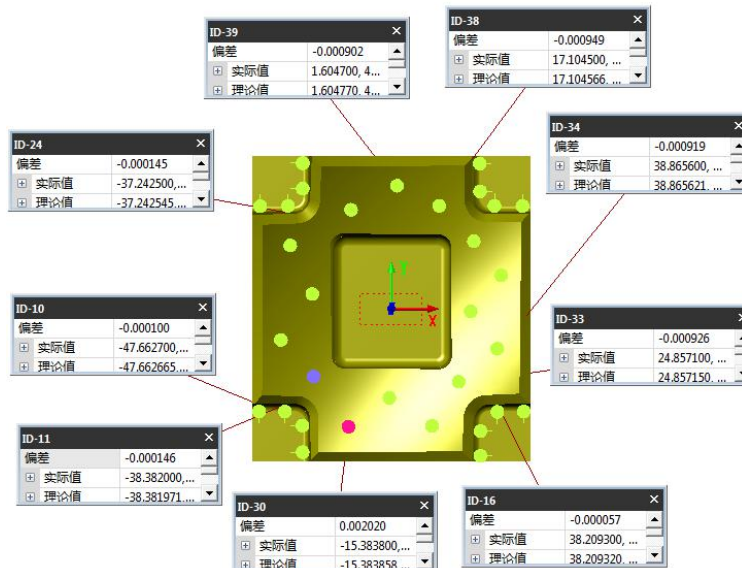 ID-39
偏差 -0.000902
实际值 1.604700, 4...
理论值 1.604770, 4...
ID-38
偏差 -0.000949
实际值 17.104500, ...
理论值 17.104566, ...
ID-24
偏差 -0.000145
实际值 -37.242500,...
理论值 -37.242545,...
ID-34
偏差 -0.000919
实际值 38.865600, ...
理论值 38.865621, ...
Y
X
ID-10
偏差 -0.000100
实际值 -47.662700,...
理论值 -47.662665,...
ID-33
偏差 -0.000926
实际值 24.857100, ...
理论值 24.857150, ...
ID-11
偏差 -0.000146
实际值 -38.382000,...
理论值 -38.381971,...
ID-30
偏差 0.002020
实际值 -15.383800,...
理论值 -15.383858,...
ID-16
偏差 -0.000057
实际值 38.209300, ...
理论值 38.209320, ...